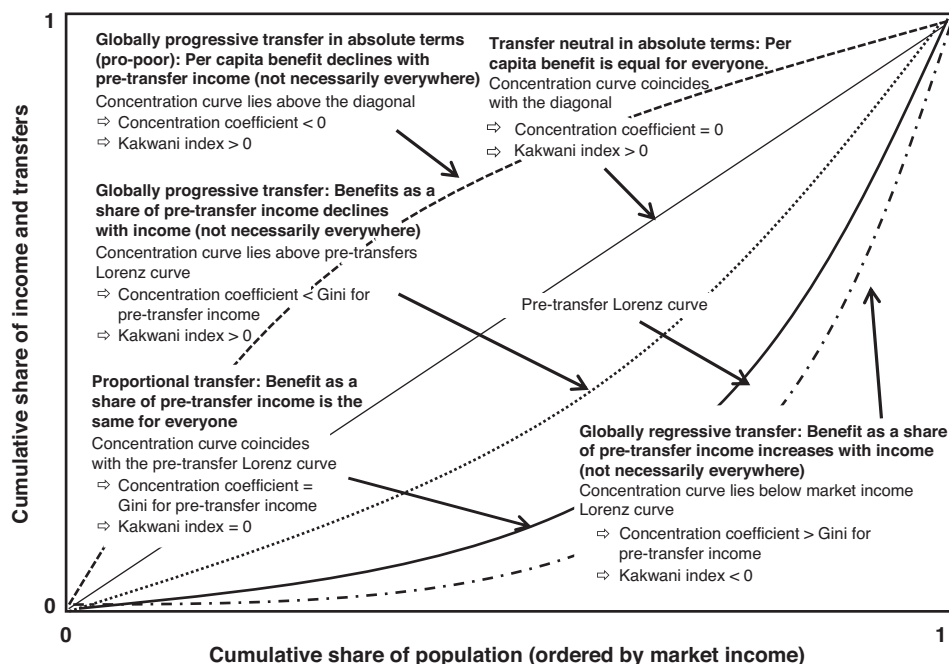 1
Globally progressive transfer in absolute terms
(pro-poor): Per capita benefit declines with
pre-transfer income (not necessarily everywhere)
Concentration curve lies above the diagonal
⇨ Concentration coefficient < 0
⇨ Kakwani index > 0
Transfer neutral in absolute terms: Per
capita benefit is equal for everyone.
Concentration curve coincides
with the diagonal
⇨ Concentration coefficient = 0
⇨ Kakwani index > 0
Globally progressive transfer: Benefits as a
share of pre-transfer income declines
with income (not necessarily everywhere)
Concentration curve lies above pre-transfers
Lorenz curve
⇨ Concentration coefficient < Gini for
pre-transfer income
⇨ Kakwani index > 0
Pre-transfer Lorenz curve
Proportional transfer: Benefit as a
share of pre-transfer income is the
same for everyone
Concentration curve coincides
with the pre-transfer Lorenz curve
⇨ Concentration coefficient =
Gini for pre-transfer income
⇨ Kakwani index = 0
Globally regressive transfer: Benefit as a share
of pre-transfer income increases with income
(not necessarily everywhere)
Concentration curve lies below market income
Lorenz curve
⇨ Concentration coefficient > Gini for
pre-transfer income
⇨ Kakwani index < 0
Cumulative share of income and transfers
0
0
1
Cumulative share of population (ordered by market income)